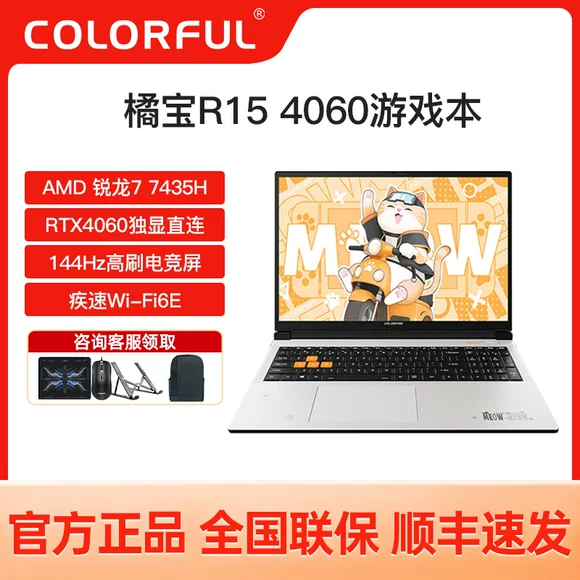 COLORFUL®
橘宝R15 4060游戏本
AMD 锐龙7 7435H
RTX4060独显直连
144Hz高刷电竞屏
疾速Wi-Fi6E
咨询客服领取
MEOW
COLORFUL
MEOW
官方正品 全国联保 顺丰速发